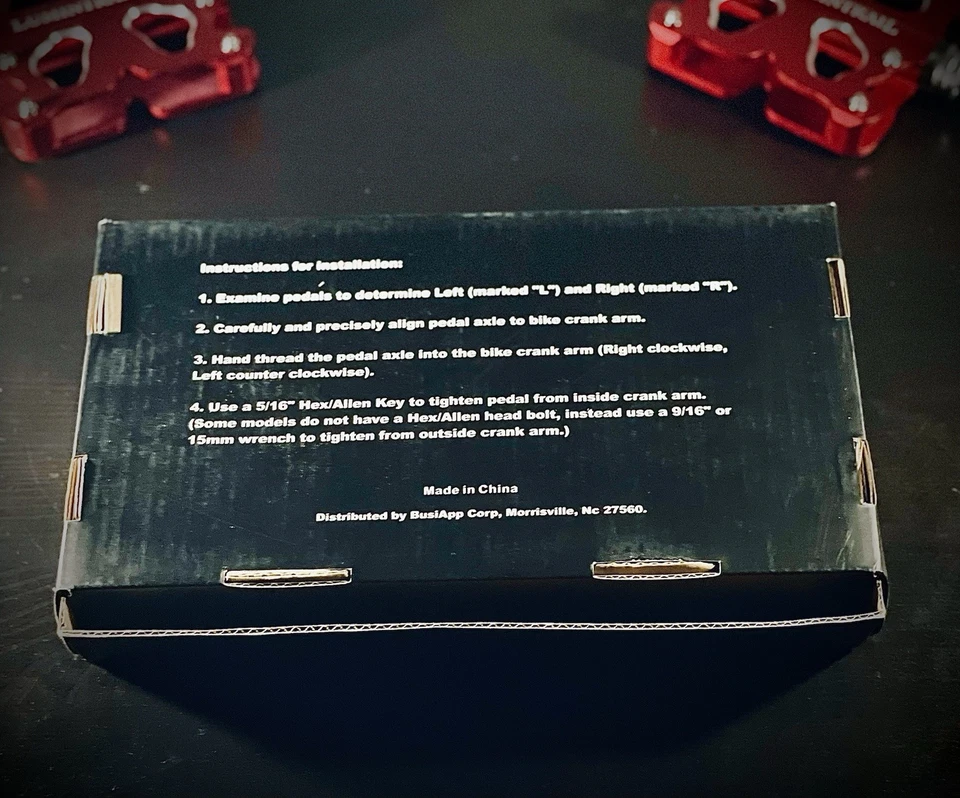 Instructions for Installation:
1. Examine pedals to determine Left (marked "L") and Right (marked "R").
2. Carefully and precisely align pedal axle to bike crank arm.
3. Hand thread the pedal axle into the bike crank arm (Right clockwise,
Left counter clockwise).
4. Use a 5/16" Hex/Allen Key to tighten pedal from inside crank arm.
(Some models do not have a Hex/Allen head bolt, instead use a 9/16" or
15mm wrench to tighten from outside crank arm.)
Made in China
Distributed by BusiApp Corp, Morrisville, Nc 27560.